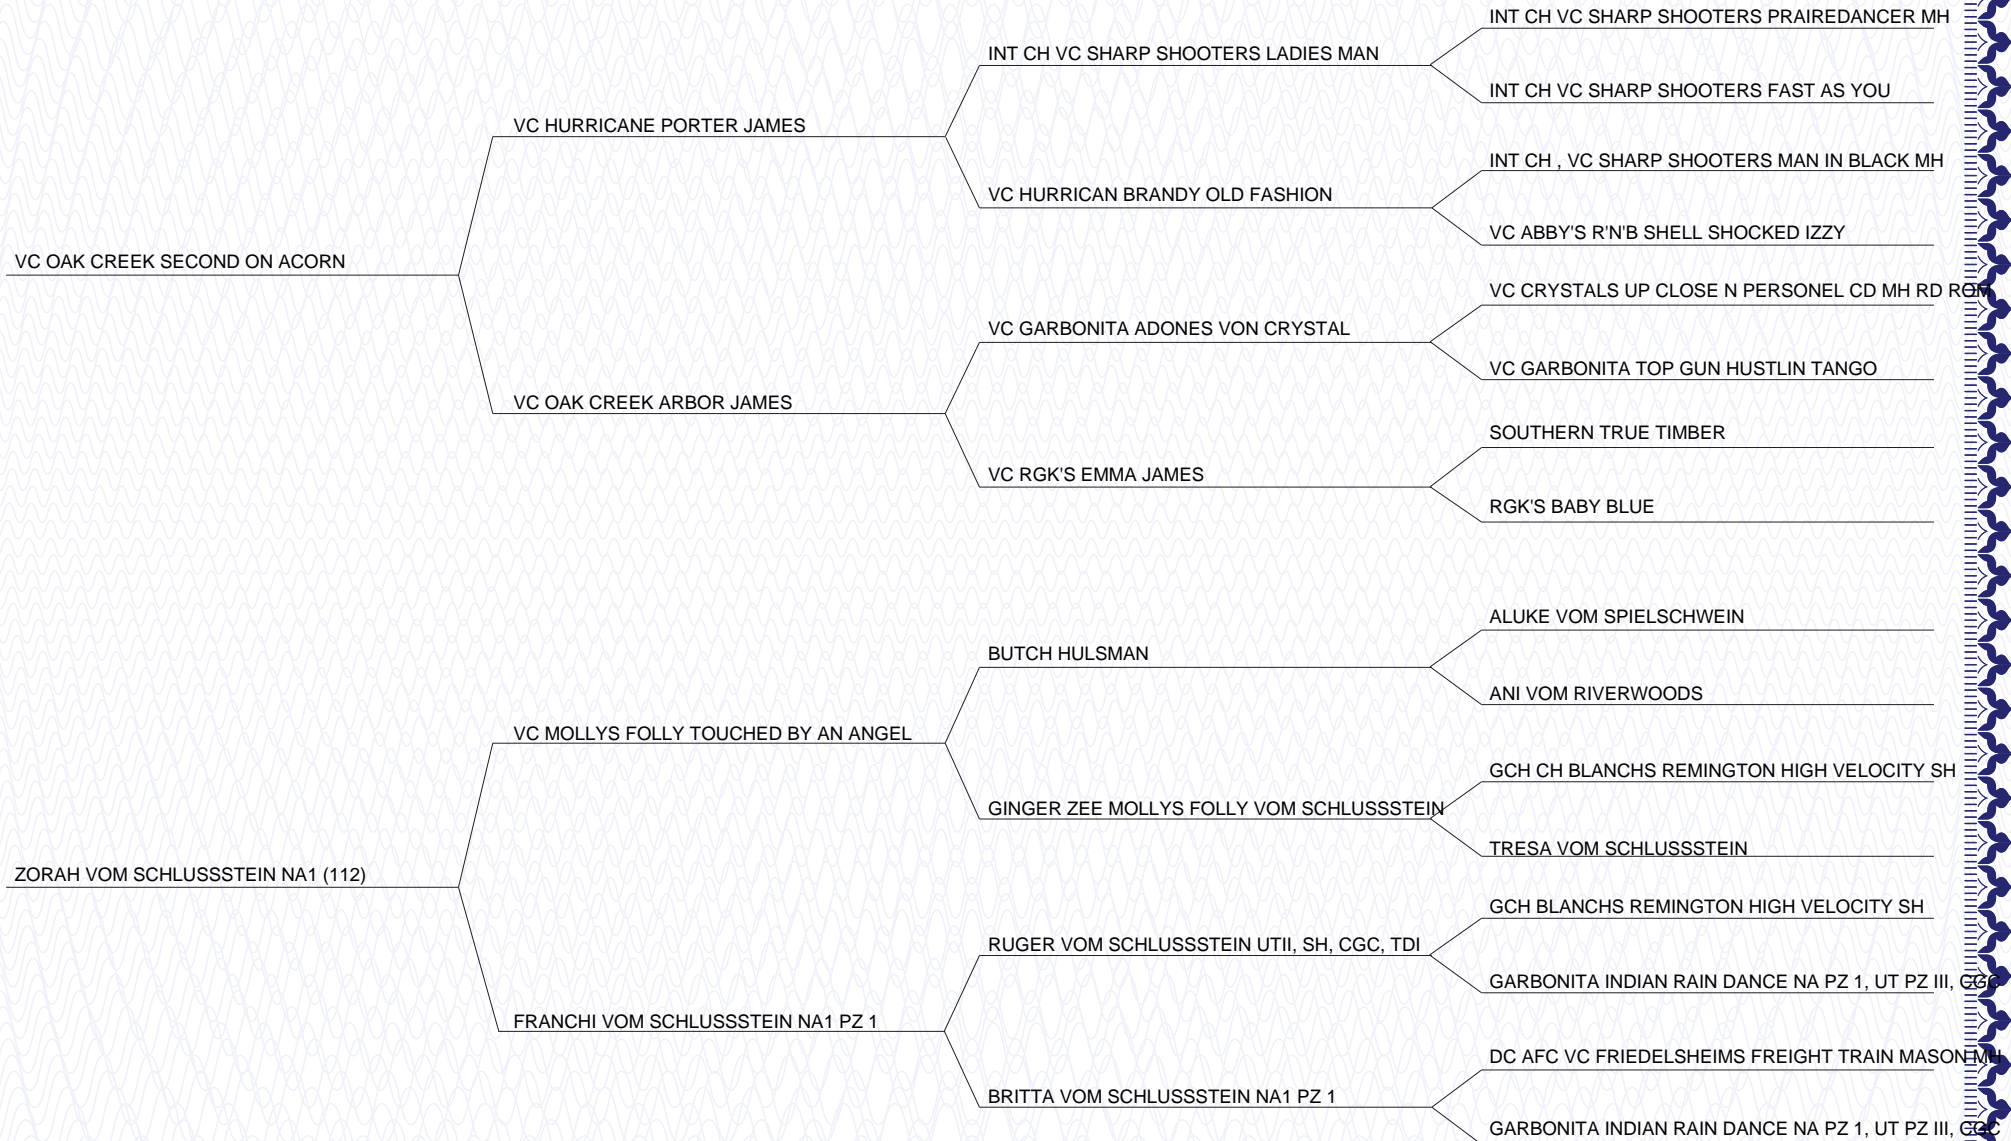 INT CH VC SHARP SHOOTERS PRAIREDANCER MH
INT CH VC SHARP SHOOTERS LADIES MAN
INT CH VC SHARP SHOOTERS FAST AS YOU
VC HURRICANE PORTER JAMES
INT CH , VC SHARP SHOOTERS MAN IN BLACK MH
VC HURRICAN BRANDY OLD FASHION
VC ABBY'S R'N'B SHELL SHOCKED IZZY
VC OAK CREEK SECOND ON ACORN
VC CRYSTALS UP CLOSE N PERSONEL CD MH RD ROM
VC GARBONITA ADONES VON CRYSTAL
VC GARBONITA TOP GUN HUSTLIN TANGO
VC OAK CREEK ARBOR JAMES
SOUTHERN TRUE TIMBER
VC RGK'S EMMA JAMES
RGK'S BABY BLUE
ALUKE VOM SPIELSCHWEIN
BUTCH HULSMAN
ANI VOM RIVERWOODS
VC MOLLYS FOLLY TOUCHED BY AN ANGEL
GCH CH BLANCHS REMINGTON HIGH VELOCITY SH
GINGER ZEE MOLLYS FOLLY VOM SCHLUSSSTEIN
TRESA VOM SCHLUSSSTEIN
ZORAH VOM SCHLUSSSTEIN NA1 (112)
GCH BLANCHS REMINGTON HIGH VELOCITY SH
RUGER VOM SCHLUSSSTEIN UTII, SH, CGC, TDI
GARBONITA INDIAN RAIN DANCE NA PZ 1, UT PZ III, CGC
FRANCHI VOM SCHLUSSSTEIN NA1 PZ 1
DC AFC VC FRIEDELSHEIMS FREIGHT TRAIN MASON MH
BRITTA VOM SCHLUSSSTEIN NA1 PZ 1
GARBONITA INDIAN RAIN DANCE NA PZ 1, UT PZ III, CGC